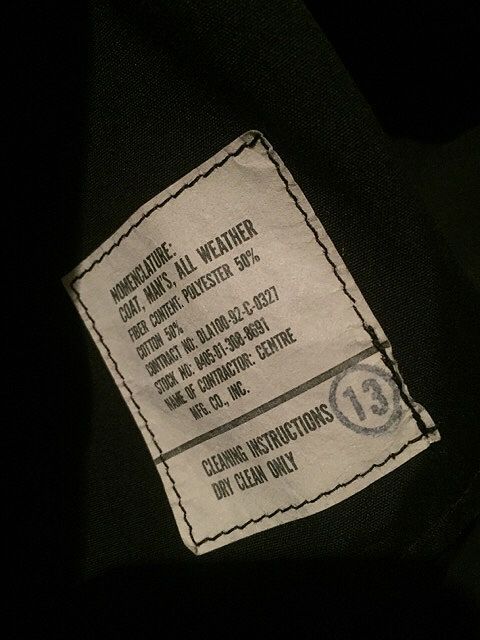 NOMENCLATURE:
COAT, MAN'S, ALL WEATHER
FIBER CONTENT: POLYESTER 50%
COTTON 50%
CONTRACT NO: DLA100-92-C-0327
STOCK NO: 8405-01-308-8691
NAME OF CONTRACTOR: CENTRE
MFG. CO., INC.
13
CLEANING INSTRUCTIONS
DRY CLEAN ONLY